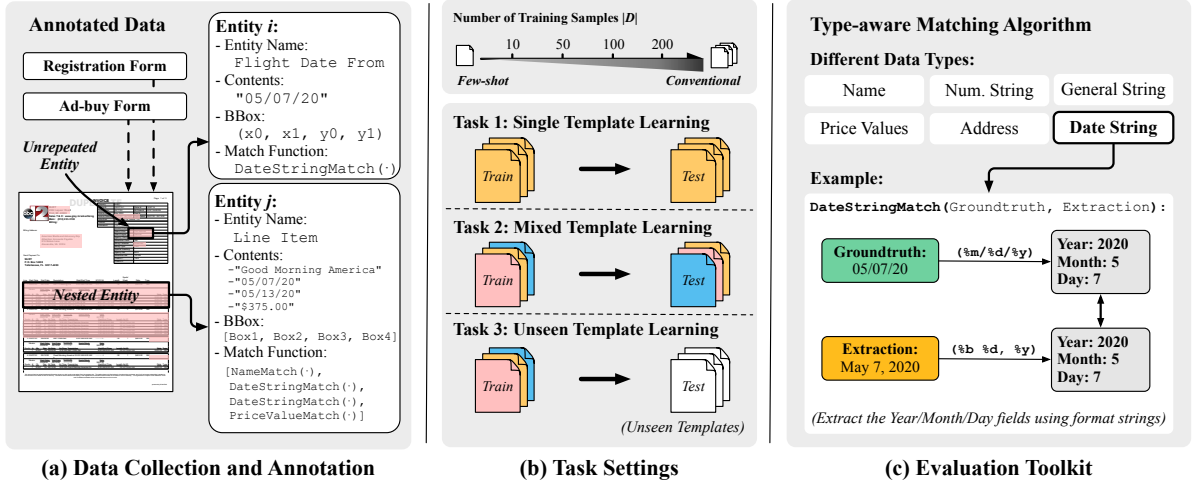 Annotated Data
Registration Form
Ad-buy Form
Unrepeated
Entity
Nested Entity
Entity i:
- Entity Name:
Flight Date From
- Contents:
"05/07/20"
- BBox:
(x0, x1, y0, y1)
- Match Function:
DateStringMatch(·)
Entity j:
- Entity Name:
Line Item
- Contents:
-"Good Morning America"
-"05/07/20"
-"05/13/20"
-"$375.00"
- BBox:
[Box1, Box2, Box3, Box4]
- Match Function:
[NameMatch(·),
DateStringMatch(·),
DateStringMatch(·),
PriceValueMatch(·)]
(a) Data Collection and Annotation
Number of Training Samples |D|
10 50 100 200
Few-shot Conventional
Task 1: Single Template Learning
Train Test
Task 2: Mixed Template Learning
Train Test
Task 3: Unseen Template Learning
Train Test
(Unseen Templates)
(b) Task Settings
Type-aware Matching Algorithm
Different Data Types:
Name Num. String General String
Price Values Address Date String
Example:
DateStringMatch(Groundtruth, Extraction):
Groundtruth:
05/07/20
(%m/%d/%y)
Year: 2020
Month: 5
Day: 7
Extraction:
May 7, 2020
(%b %d, %y)
Year: 2020
Month: 5
Day: 7
(Extract the Year/Month/Day fields using format strings)
(c) Evaluation Toolkit